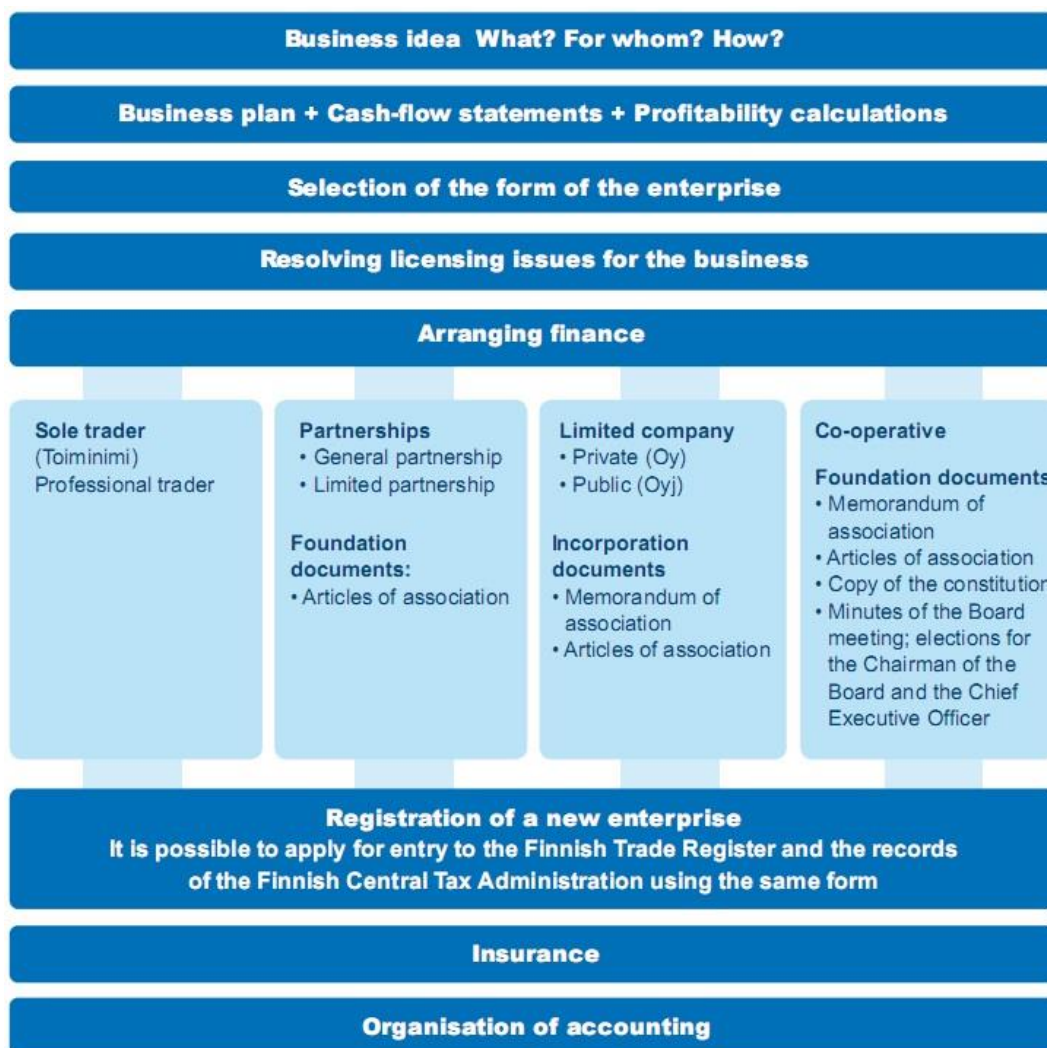 Business idea What? For whom? How?
Business plan + Cash-flow statements + Profitability calculations
Selection of the form of the enterprise
Resolving licensing issues for the business
Arranging finance
Sole trader
(Toiminimi)
Professional trader
Partnerships
• General partnership
• Limited partnership
Foundation
documents:
• Articles of association
Limited company
• Private (Oy)
• Public (Oyj)
Incorporation
documents
• Memorandum of
association
• Articles of association
Co-operative
Foundation documents
• Memorandum of
association
• Articles of association
• Copy of the constitution
• Minutes of the Board
meeting; elections for
the Chairman of the
Board and the Chief
Executive Officer
Registration of a new enterprise
It is possible to apply for entry to the Finnish Trade Register and the records
of the Finnish Central Tax Administration using the same form
Insurance
Organisation of accounting